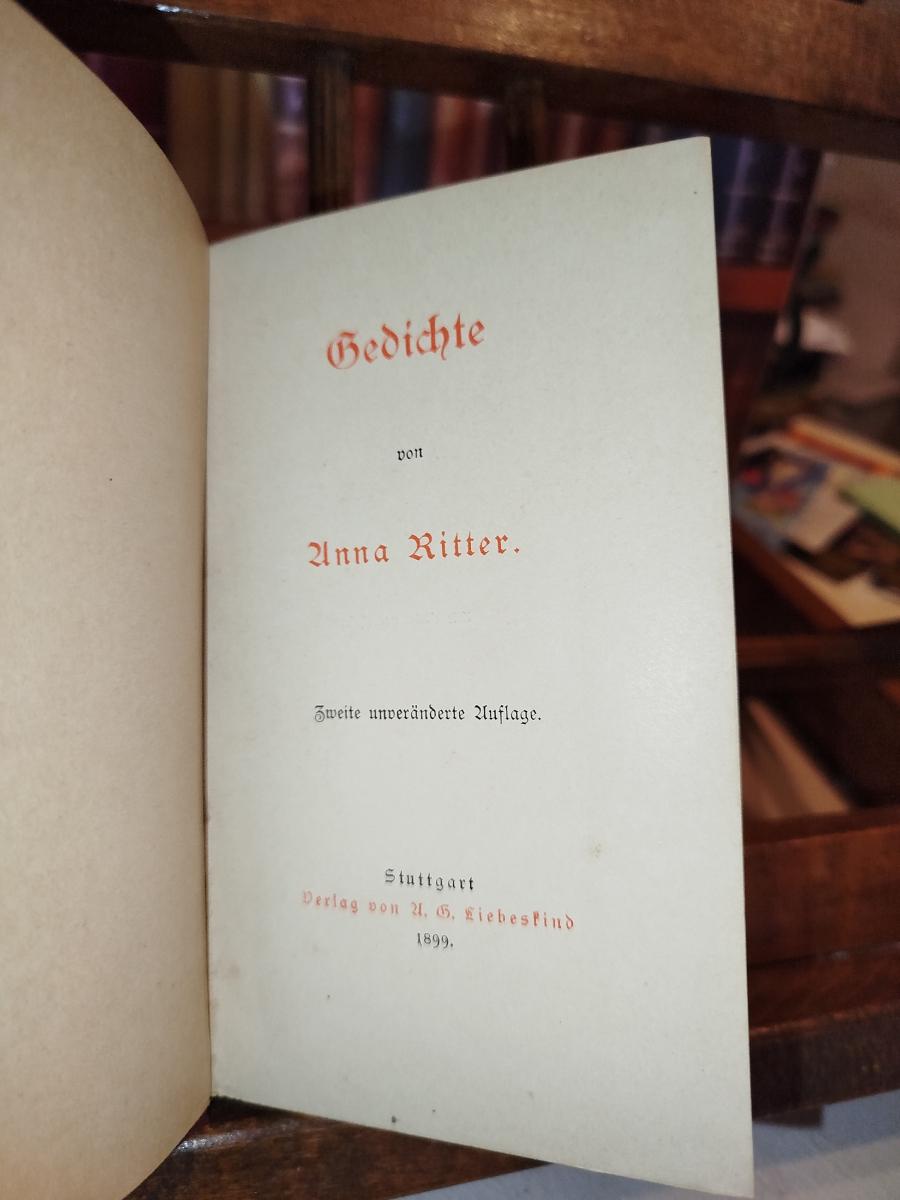 Gedichte
von
Anna Ritter.
Zweite unveränderte Auflage.
Stuttgart
Verlag von A. G. Liebeskind
1899.